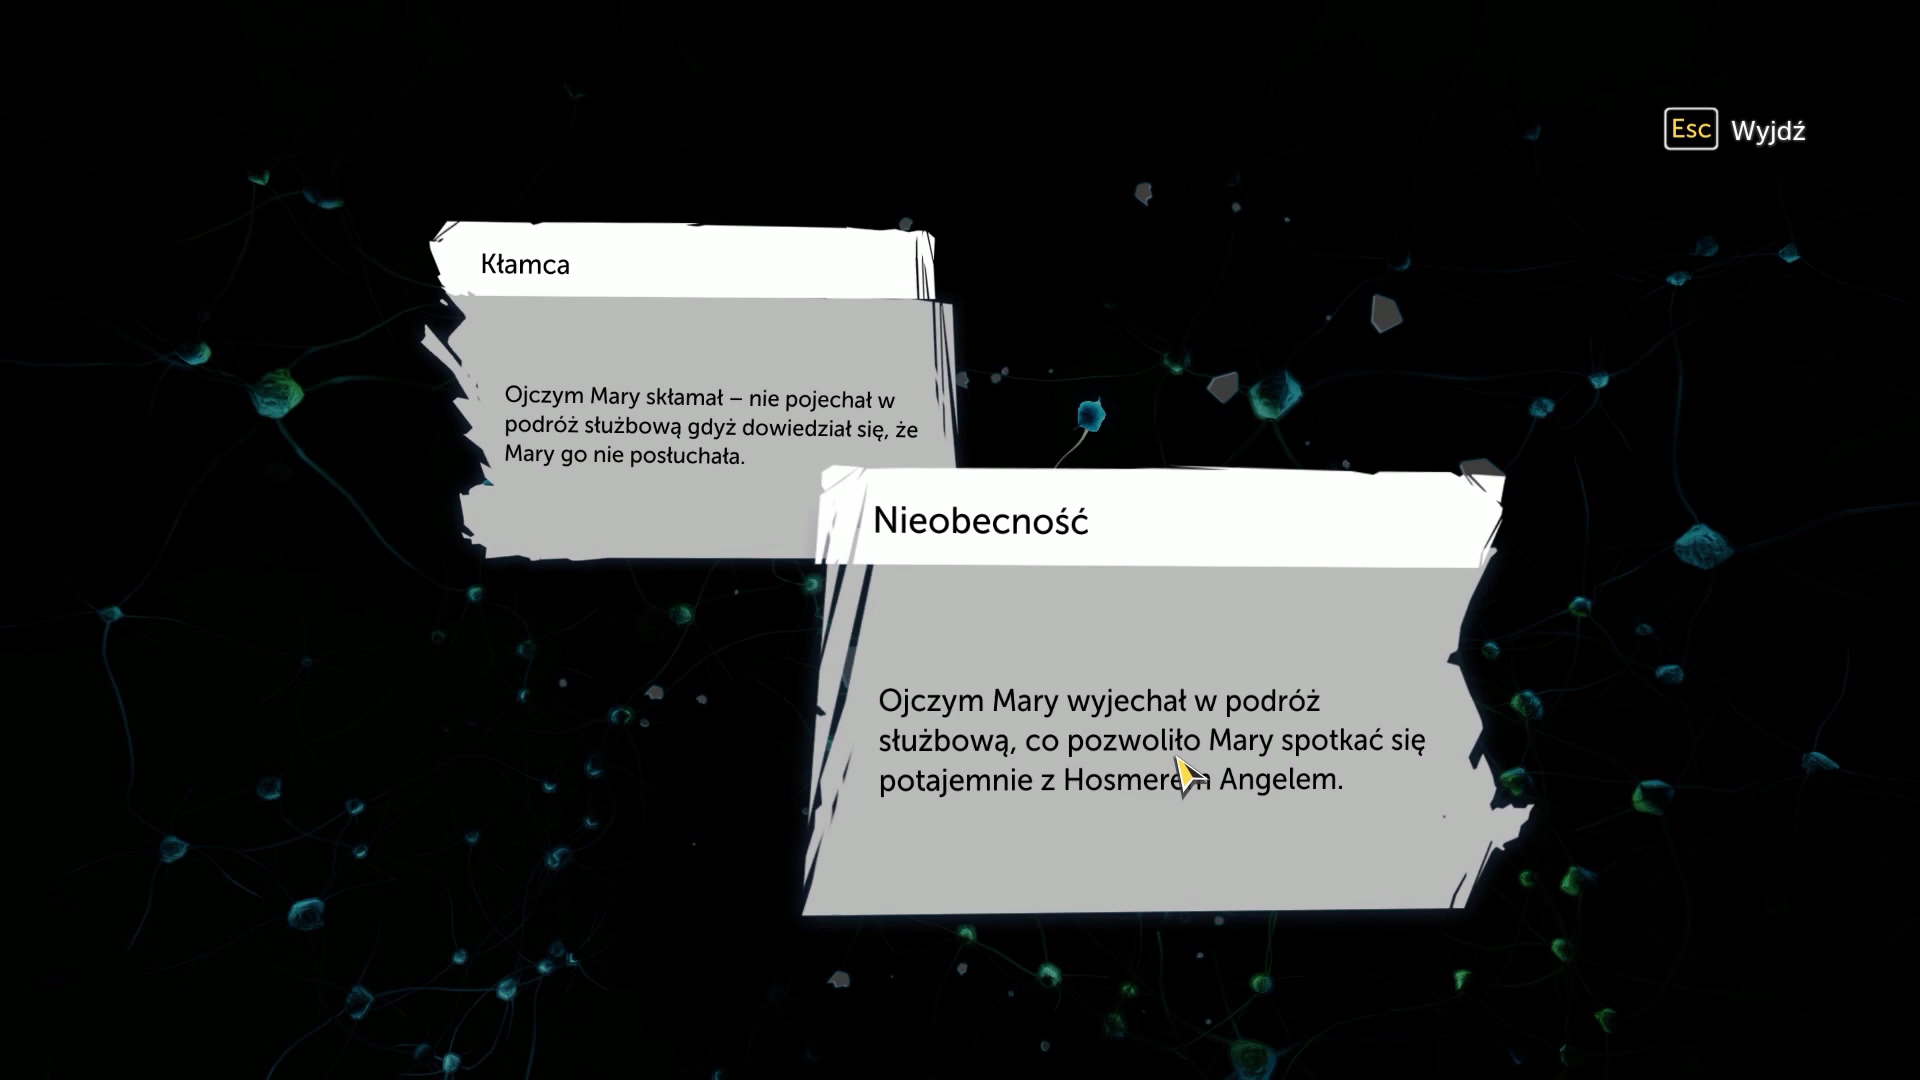 Esc Wyjdź
Kłamca
Ojczym Mary skłamał – nie pojechał w
podróż służbową gdyż dowiedział się, że
Mary go nie posłuchała.
Nieobecność
Ojczym Mary wyjechał w podróż
służbową, co pozwoliło Mary spotkać się
potajemnie z Hosmerem Angelem.